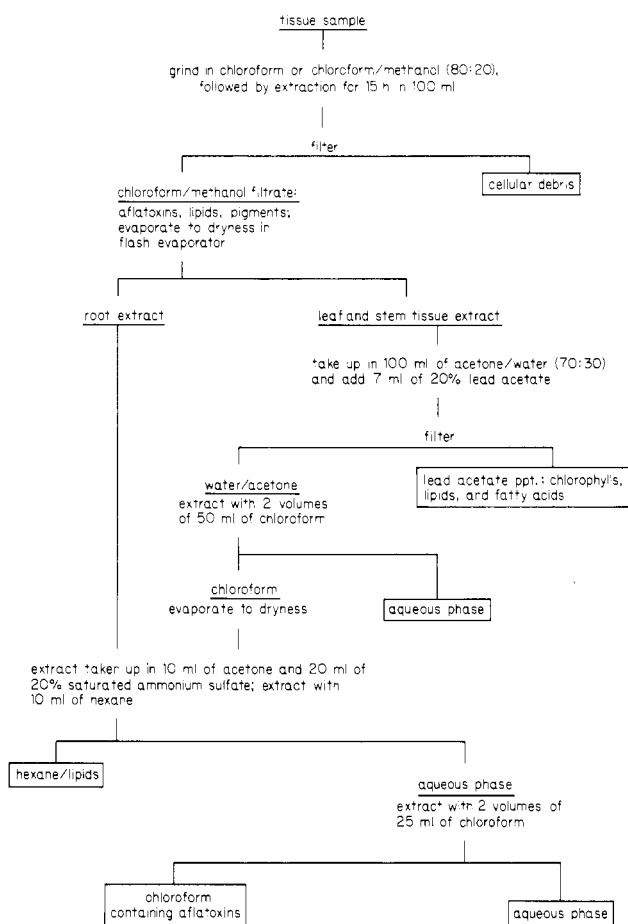 tissue sample
grind in chloroform or chloroform/methanol (80:20),
followed by extraction for 15 h in 100 ml
filter
cellular debris
chloroform/methanol filtrate:
aflatoxins, lipids, pigments;
evaporate to dryness in
flash evaporator
root extract
leaf and stem tissue extract
take up in 100 ml of acetone/water (70:30)
and add 7 ml of 20% lead acetate
filter
water/acetone
extract with 2 volumes
of 50 ml of chloroform
lead acetate ppt.: chlorophyl's,
lipids, and fatty acids
chloroform
evaporate to dryness
aqueous phase
extract taken up in 10 ml of acetone and 20 ml of
20% saturated ammonium sulfate; extract with
10 ml of hexane
hexane/lipids
aqueous phase
extract with 2 volumes of
25 ml of chloroform
chloroform
containing aflatoxins
aqueous phase